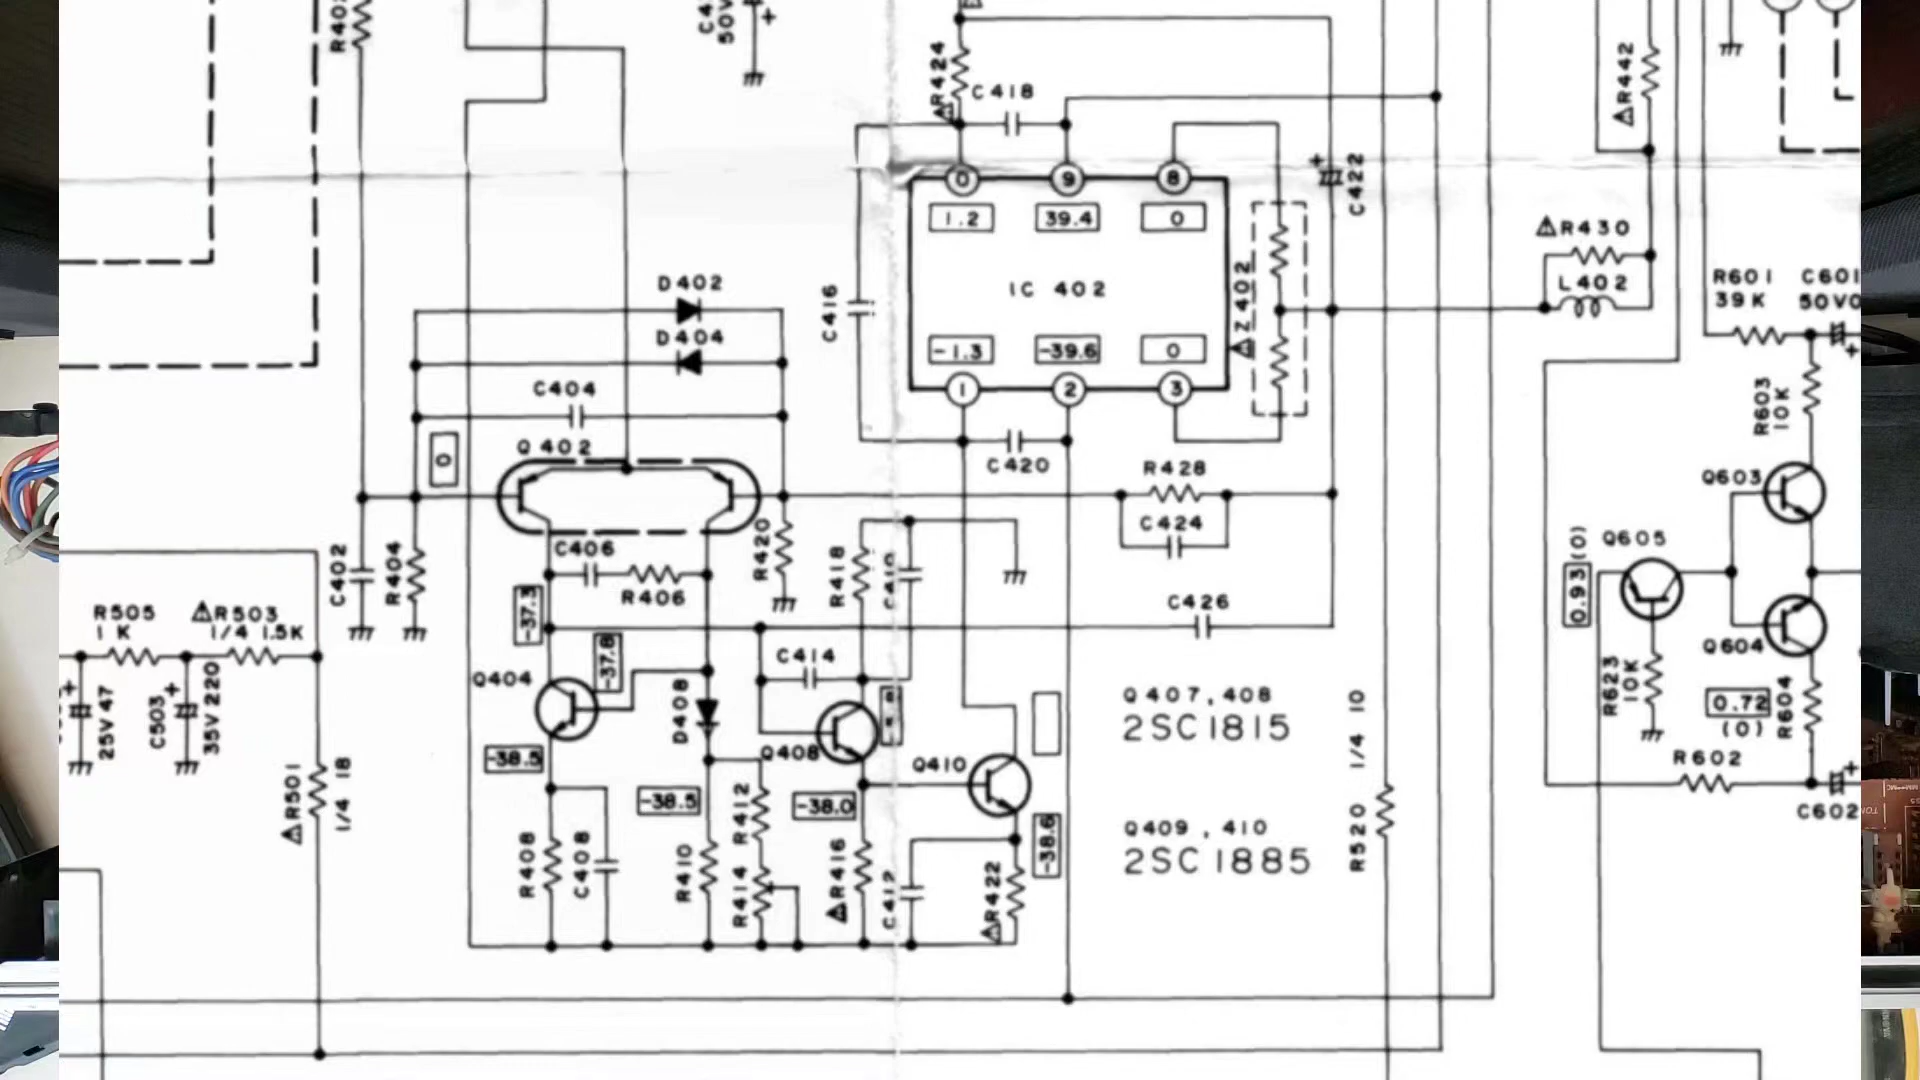 50V
R424
C418
R442
C422
0
9
8
1.2
39.4
0
R430
L402
R601
39K
C601
50V
D402
D404
C416
IC 402
Z402
-1.3
-39.6
0
1
2
3
C404
Q402
0
C420
R428
C424
R603
10K
Q603
Q605
0.93
(0)
C402
R404
C406
R406
R420
R418
C426
-37.3
-37.8
R505
1K
R503
1/4 1.5K
Q404
C414
D408
25V 47
C503
35V 220
Q407, 408
2SC1815
1/4 10
R623
10K
Q604
0.72
(0)
R604
R602
C602
-38.5
Q408
Q410
-38.5
-38.0
R501
1/4 18
R412
R408
C408
R410
R414
R416
C412
R422
-38.6
Q409, 410
2SC1885
R520